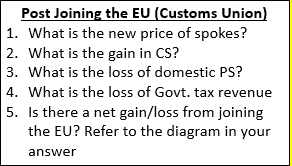 Post Joining the EU (Customs Union)
1. What is the new price of spokes?
2. What is the gain in CS?
3. What is the loss of domestic PS?
4. What is the loss of Govt. tax revenue
5. Is there a net gain/loss from joining
the EU? Refer to the diagram in your
answer